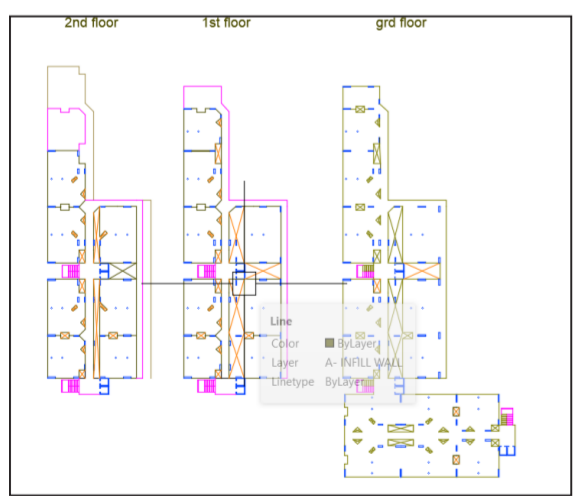 2nd floor 1st floor grd floor
Line
Color ByLayer
Layer A- INFILL WALL
Linetype ByLayer